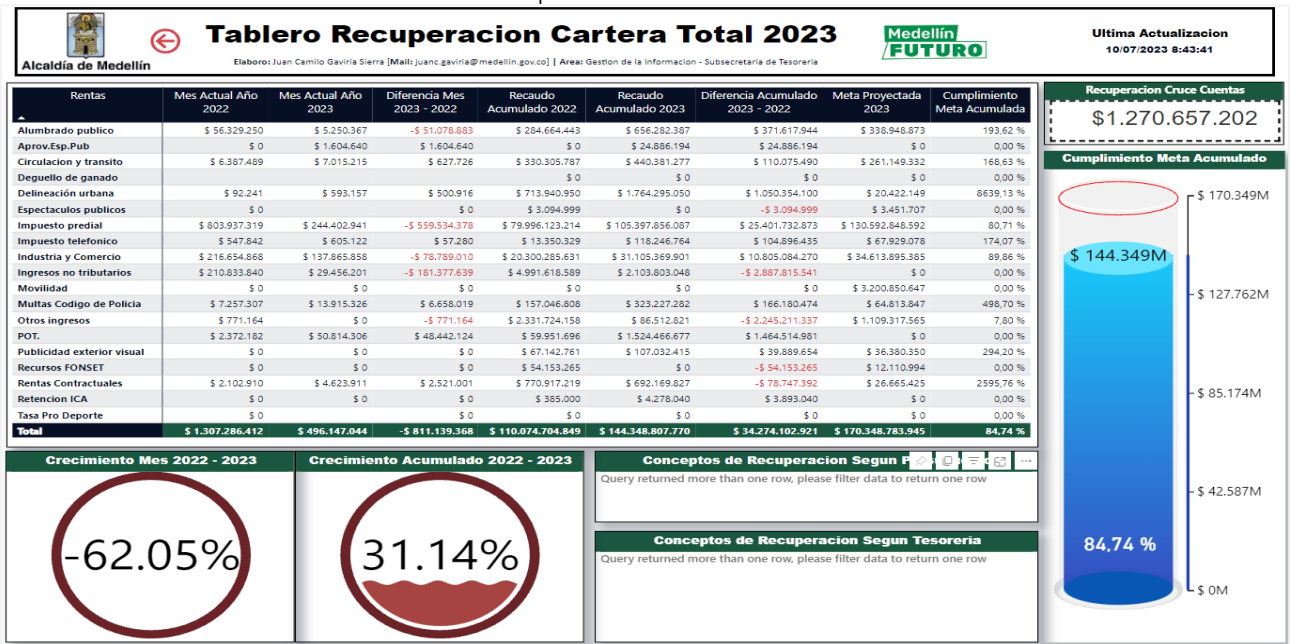 Tablero Recuperacion Cartera Total 2023
Alcaldía de Medellín
Elaboro: Juan Camilo Gaviria Sierra [Mail: juanc.gaviria@medellin.gov.co] | Area: Gestion de la Informacion - Subsecretaria de Tesoreria
Medellín
FUTURO
Ultima Actualizacion
10/07/2023 8:43:41
Rentas Mes Actual Año 2022 Mes Actual Año 2023 Diferencia Mes 2023 - 2022 Recaudo Acumulado 2022 Recaudo Acumulado 2023 Diferencia Acumulado 2023 - 2022 Meta Proyectada 2023 Cumplimiento Meta Acumulada
Alumbrado publico $ 56.329.250 $ 5.250.367 -$ 51.078.883 $ 284.664.443 $ 656.282.387 $ 371.617.944 $ 338.948.873 193,62 %
Aprov.Esp.Pub $ 0 $ 1.604.640 $ 1.604.640 $ 0 $ 24.886.194 $ 24.886.194 $ 0 0,00 %
Circulacion y transito $ 6.387.489 $ 7.015.215 $ 627.726 $ 330.305.787 $ 440.381.277 $ 110.075.490 $ 261.149.332 168,63 %
Deguello de ganado $ 0 $ 0 $ 0 $ 0 0,00 %
Delineación urbana $ 92.241 $ 593.157 $ 500.916 $ 713.940.950 $ 1.764.295.050 $ 1.050.354.100 $ 20.422.149 8639,13 %
Espectaculos publicos $ 0 $ 0 $ 3.094.999 $ 0 -$ 3.094.999 $ 3.451.707 0,00 %
Impuesto predial $ 803.937.319 $ 244.402.941 -$ 559.534.378 $ 79.996.123.214 $ 105.397.856.087 $ 25.401.732.873 $ 130.592.848.592 80,71 %
Impuesto telefonico $ 547.842 $ 605.122 $ 57.280 $ 13.350.329 $ 118.246.764 $ 104.896.435 $ 67.929.078 174,07 %
Industria y Comercio $ 216.654.868 $ 137.865.858 -$ 78.789.010 $ 20.300.285.631 $ 31.105.369.901 $ 10.805.084.270 $ 34.613.895.385 89,86 %
Ingresos no tributarios $ 210.833.840 $ 29.456.201 -$ 181.377.639 $ 4.991.618.589 $ 2.103.803.048 -$ 2.887.815.541 $ 0 0,00 %
Movilidad $ 0 $ 0 $ 0 $ 0 $ 0 $ 0 $ 3.200.850.647 0,00 %
Multas Codigo de Policia $ 7.257.307 $ 13.915.326 $ 6.658.019 $ 157.046.808 $ 323.227.282 $ 166.180.474 $ 64.813.847 498,70 %
Otros ingresos $ 771.164 $ 0 -$ 771.164 $ 2.331.724.158 $ 86.512.821 -$ 2.245.211.337 $ 1.109.317.565 7,80 %
POT. $ 2.372.182 $ 50.814.306 $ 48.442.124 $ 59.951.696 $ 1.524.466.677 $ 1.464.514.981 $ 0 0,00 %
Publicidad exterior visual $ 0 $ 0 $ 0 $ 67.142.761 $ 107.032.415 $ 39.889.654 $ 36.380.350 294,20 %
Recursos FONSET $ 0 $ 0 $ 0 $ 54.153.265 $ 0 -$ 54.153.265 $ 12.110.994 0,00 %
Rentas Contractuales $ 2.102.910 $ 4.623.911 $ 2.521.001 $ 770.917.219 $ 692.169.827 -$ 78.747.392 $ 26.665.425 2595,76 %
Retencion ICA $ 0 $ 0 $ 0 $ 385.000 $ 4.278.040 $ 3.893.040 $ 0 0,00 %
Tasa Pro Deporte $ 0 $ 0 $ 0 $ 0 $ 0 $ 0 0,00 %
Total $ 1.307.286.412 $ 496.147.044 -$ 811.139.368 $ 110.074.704.849 $ 144.348.807.770 $ 34.274.102.921 $ 170.348.783.945 84,74 %
Recuperacion Cruce Cuentas
$1.270.657.202
Cumplimiento Meta Acumulado
$ 170.349M
$ 144.349M
$ 127.762M
$ 85.174M
$ 42.587M
84,74 %
$ 0M
Crecimiento Mes 2022 - 2023
-62.05%
Crecimiento Acumulado 2022 - 2023
31.14%
Conceptos de Recuperacion Segun
Query returned more than one row, please filter data to return one row
Conceptos de Recuperacion Segun Tesoreria
Query returned more than one row, please filter data to return one row